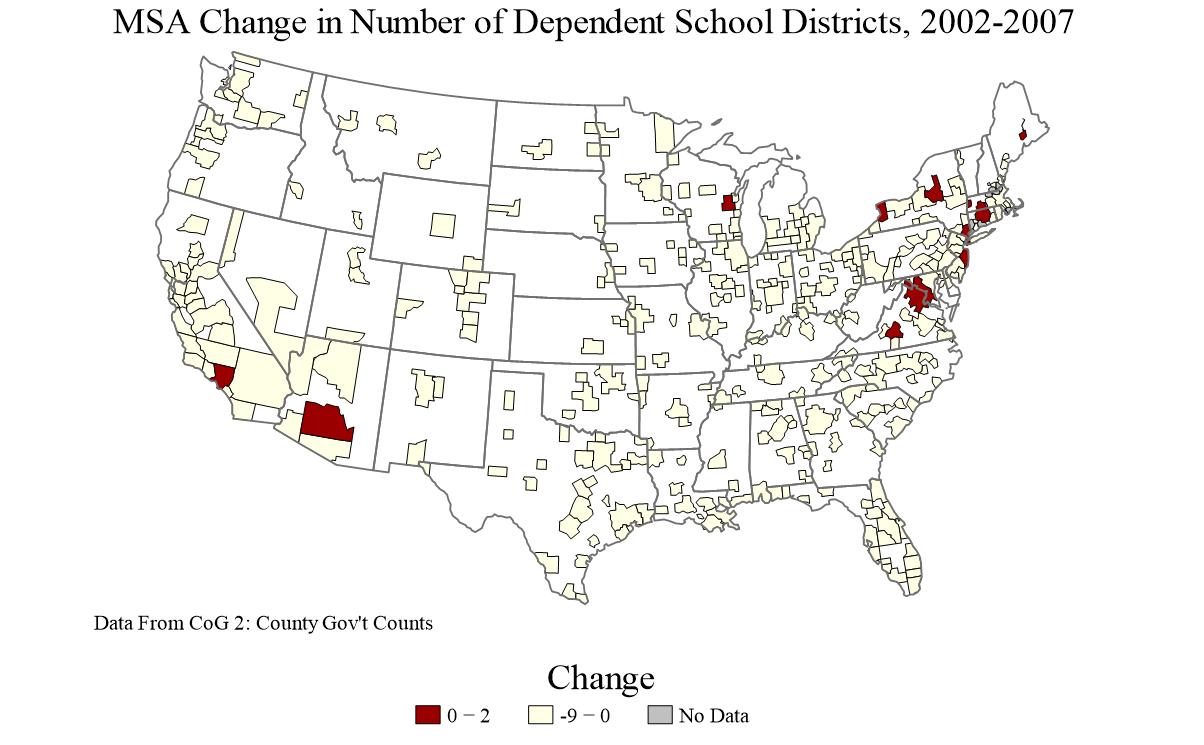 MSA Change in Number of Dependent School Districts, 2002-2007
Data From CoG 2: County Gov't Counts
Change
0 − 2 -9 − 0 No Data